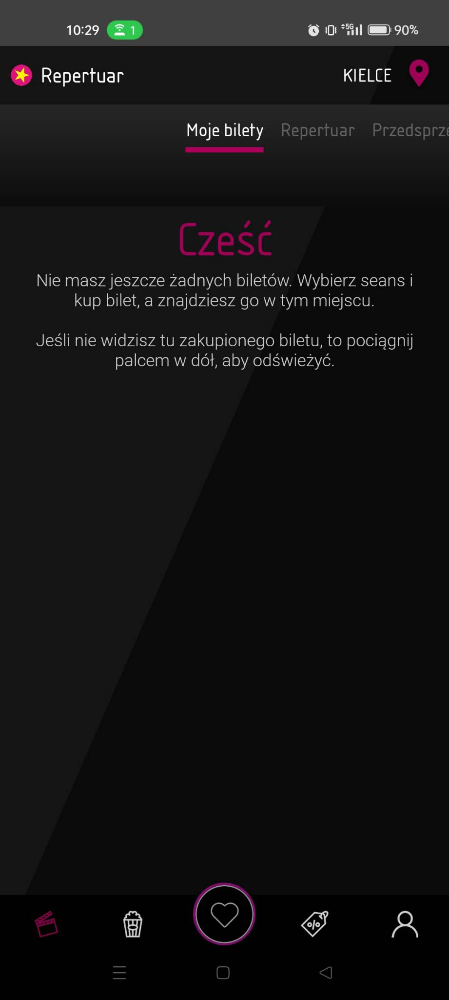 10:29 1 5G 90%
Repertuar KIELCE
Moje bilety Repertuar
Cześć
Nie masz jeszcze żadnych biletów. Wybierz seans i
kup bilet, a znajdziesz go w tym miejscu.
Jeśli nie widzisz tu zakupionego biletu, to pociągnij
palcem w dół, aby odświeżyć.
%